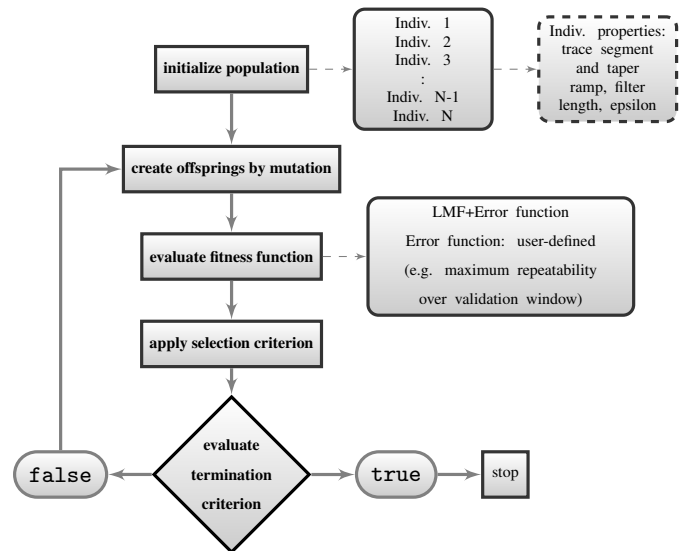 initialize population
Indiv. 1
Indiv. 2
Indiv. 3
:
Indiv. N-1
Indiv. N
Indiv. properties:
trace segment
and taper
ramp, filter
length, epsilon
create offsprings by mutation
evaluate fitness function
LMF+Error function
Error function: user-defined
(e.g. maximum repeatability
over validation window)
apply selection criterion
evaluate
termination
criterion
false
true
stop